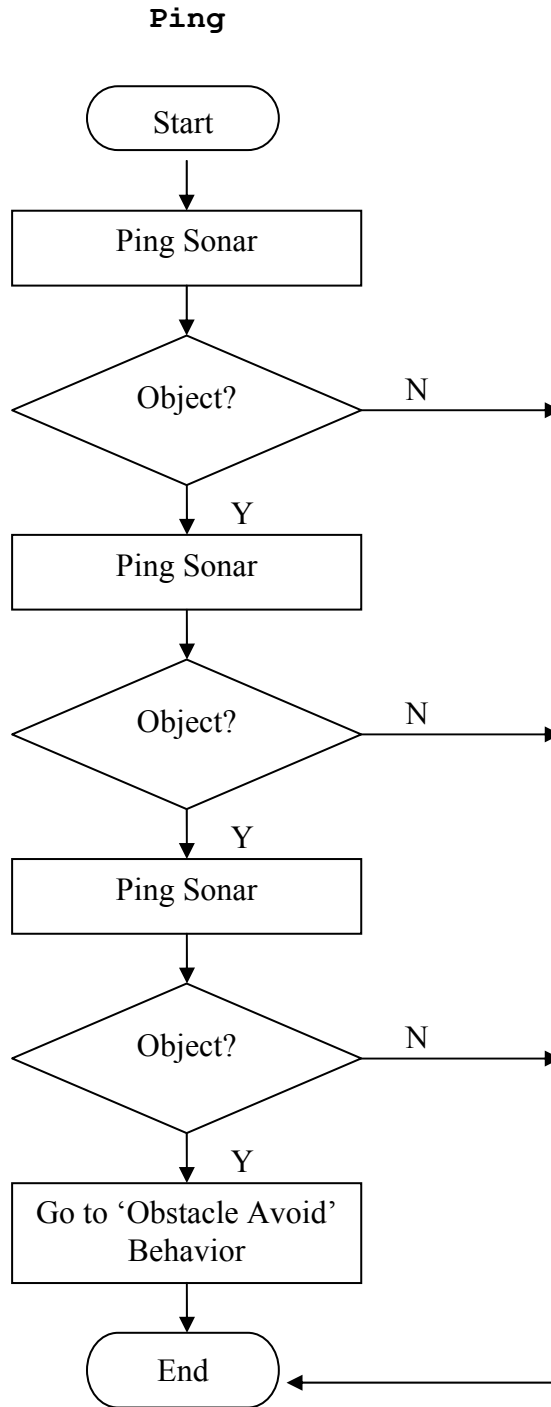 Ping
Start
Ping Sonar
Object?
N
Y
Ping Sonar
Object?
N
Y
Ping Sonar
Object?
N
Y
Go to ‘Obstacle Avoid’
Behavior
End